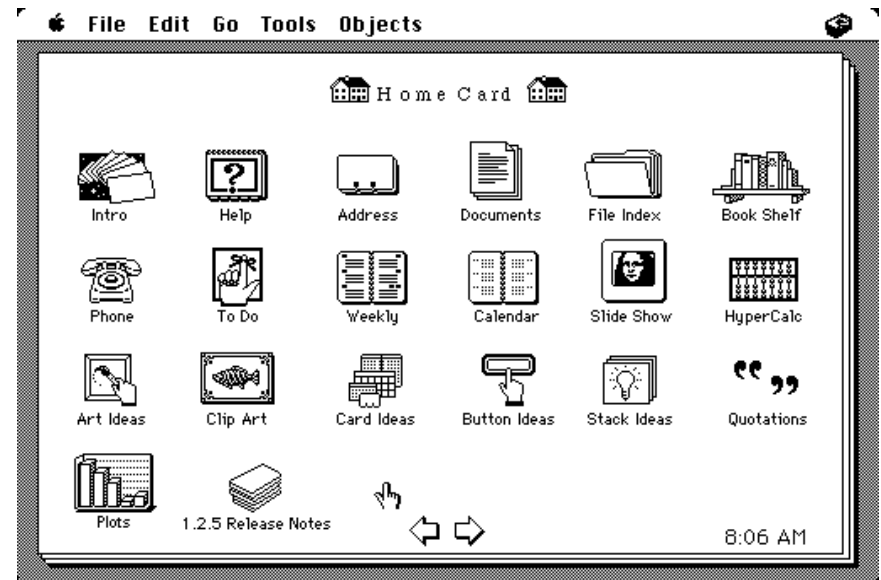 File Edit Go Tools Objects
Home Card
Intro Help Address Documents File Index Book Shelf
Phone To Do Weekly Calendar Slide Show HyperCalc
Art Ideas Clip Art Card Ideas Button Ideas Stack Ideas Quotations
Plots 1.2.5 Release Notes
8:06 AM